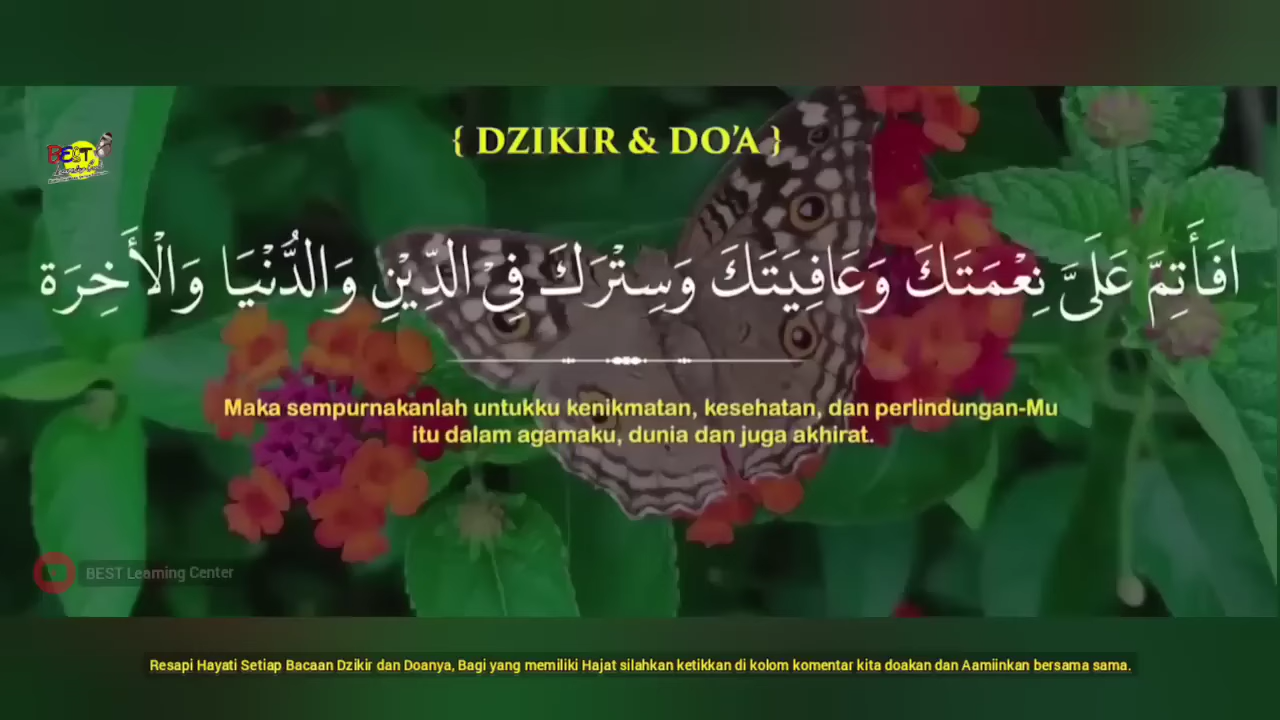 { DZIKIR & DO'A }
BEST
افَأَتِمَّ عَلَىَّ نِعْمَتَكَ وَعَافِيَتَكَ وَسِتْرَكَ فِىْ الدِّيْنِ وَالدُّنْيَا وَالْأَخِرَة
Maka sempurnakanlah untukku kenikmatan, kesehatan, dan perlindungan-Mu
itu dalam agamaku, dunia dan juga akhirat.
BEST Learning Center
Resapi Hayati Setiap Bacaan Dzikir dan Doanya, Bagi yang memiliki Hajat silahkan ketikkan di kolom komentar kita doakan dan Aamiinkan bersama sama.